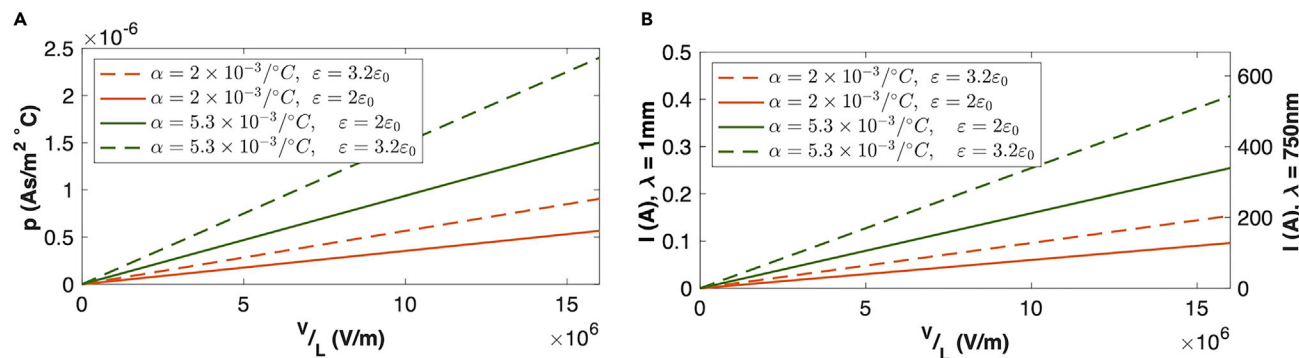 A
×10⁻⁶
p (As/m² °C)
2.5
2
1.5
1
0.5
0
α = 2 × 10⁻³/°C, ε = 3.2ε₀
α = 2 × 10⁻³/°C, ε = 2ε₀
α = 5.3 × 10⁻³/°C, ε = 2ε₀
α = 5.3 × 10⁻³/°C, ε = 3.2ε₀
0 5 10 15
V/L (V/m)
×10⁶
B
I (A), λ = 1mm
0.5
0.4
0.3
0.2
0.1
0
α = 2 × 10⁻³/°C, ε = 3.2ε₀
α = 2 × 10⁻³/°C, ε = 2ε₀
α = 5.3 × 10⁻³/°C, ε = 2ε₀
α = 5.3 × 10⁻³/°C, ε = 3.2ε₀
600
400
200
0
I (A), λ = 750nm
0 5 10 15
V/L (V/m)
×10⁶